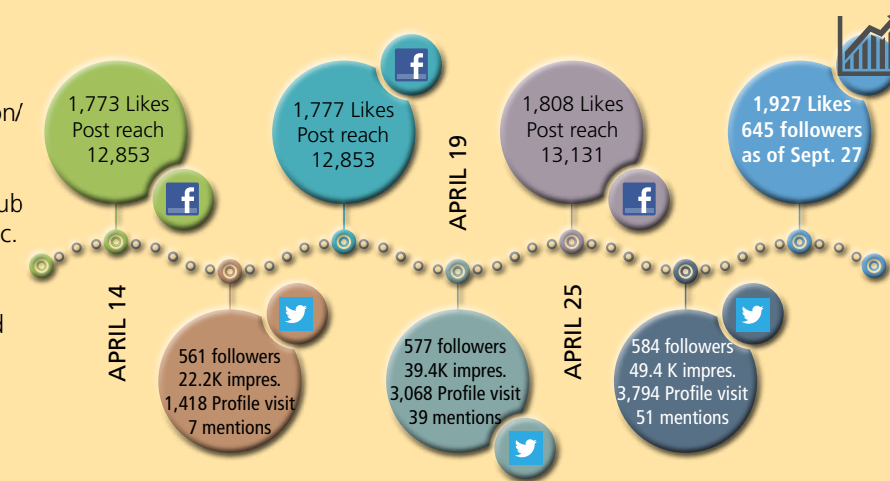 on/
ub
c.
d
1,773 Likes
Post reach
12,853
f
APRIL 14
561 followers
22.2K impres.
1,418 Profile visit
7 mentions
1,777 Likes
Post reach
12,853
f
APRIL 19
577 followers
39.4K impres.
3,068 Profile visit
39 mentions
1,808 Likes
Post reach
13,131
f
APRIL 25
584 followers
49.4 K impres.
3,794 Profile visit
51 mentions
1,927 Likes
645 followers
as of Sept. 27